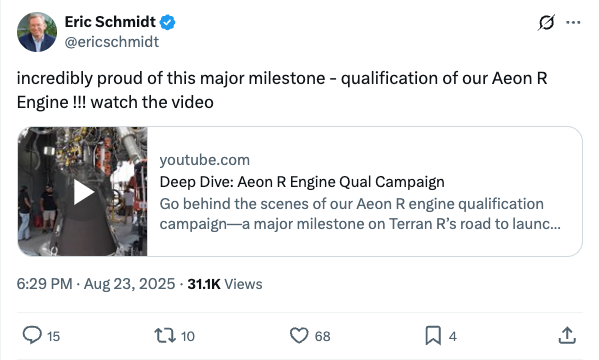 Eric Schmidt
@ericschmidt
incredibly proud of this major milestone - qualification of our Aeon R
Engine !!! watch the video
youtube.com
Deep Dive: Aeon R Engine Qual Campaign
Go behind the scenes of our Aeon R engine qualification
campaign—a major milestone on Terran R’s road to launc...
6:29 PM · Aug 23, 2025 · 31.1K Views
15
10
68
4